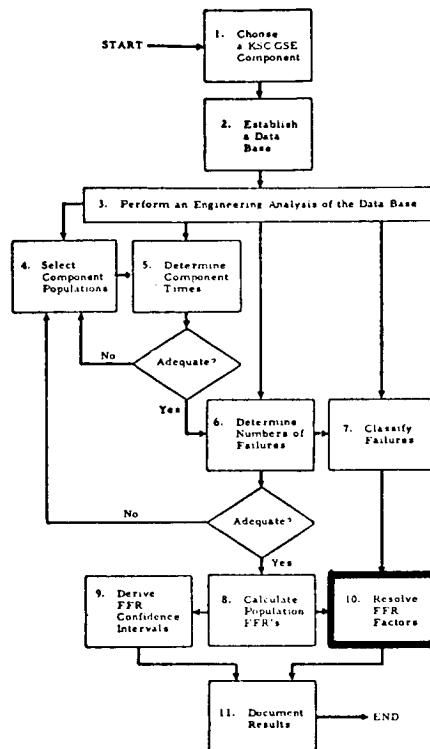 START
1. Choose
a KSC GSE
Component
2. Establish
a Data
Base
3. Perform an Engineering Analysis of the Data Base
4. Select
Component
Populations
5. Determine
Component
Times
No
Adequate?
Yes
6. Determine
Numbers of
Failures
7. Classify
Failures
No
Adequate?
Yes
9. Derive
FFR
Confidence
Intervals
8. Calculate
Population
FFR's
10. Resolve
FFR
Factors
11. Document
Results
END